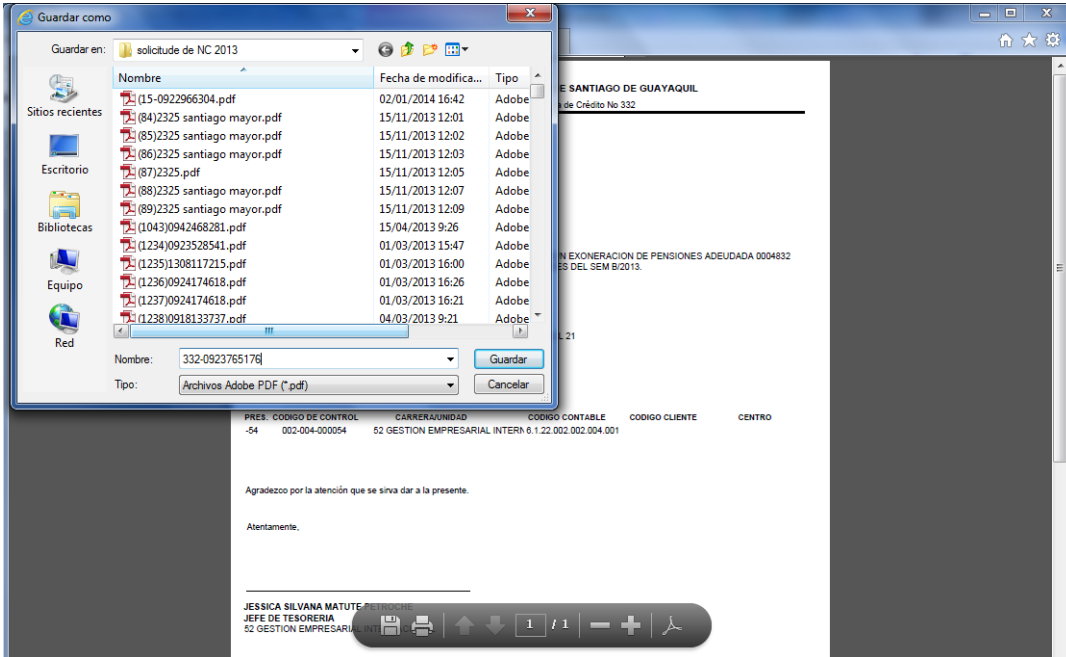 Guardar como
Guardar en: solicitude de NC 2013
Nombre Fecha de modifica... Tipo
(15-0922966304.pdf 02/01/2014 16:42 Adobe
(84)2325 santiago mayor.pdf 15/11/2013 12:01 Adobe
(85)2325 santiago mayor.pdf 15/11/2013 12:02 Adobe
(86)2325 santiago mayor.pdf 15/11/2013 12:03 Adobe
(87)2325.pdf 15/11/2013 12:05 Adobe
(88)2325 santiago mayor.pdf 15/11/2013 12:07 Adobe
(89)2325 santiago mayor.pdf 15/11/2013 12:09 Adobe
(1043)0942468281.pdf 15/04/2013 9:26 Adobe
(1234)0923528541.pdf 01/03/2013 15:47 Adobe
(1235)1308117215.pdf 01/03/2013 16:00 Adobe
(1236)0924174618.pdf 01/03/2013 16:26 Adobe
(1237)0924174618.pdf 01/03/2013 16:21 Adobe
(1238)0918133737.pdf 04/03/2013 9:21 Adobe
Sitios recientes
Escritorio
Bibliotecas
Equipo
Red
Nombre: 332-0923765176 Guardar
Tipo: Archivos Adobe PDF (*.pdf) Cancelar
E SANTIAGO DE GUAYAQUIL
a de Crédito No 332
N EXONERACION DE PENSIONES ADEUDADA 0004832
ES DEL SEM B/2013.
L 21
PRES. CODIGO DE CONTROL CARRERA/UNIDAD CODIGO CONTABLE CODIGO CLIENTE CENTRO
-54 002-004-000054 52 GESTION EMPRESARIAL INTERN 6.1.22.002.002.004.001
Agradezco por la atención que se sirva dar a la presente.
Atentamente,
JESSICA SILVANA MATUTE PETROCHE
JEFE DE TESORERIA
52 GESTION EMPRESARIAL
1 / 1